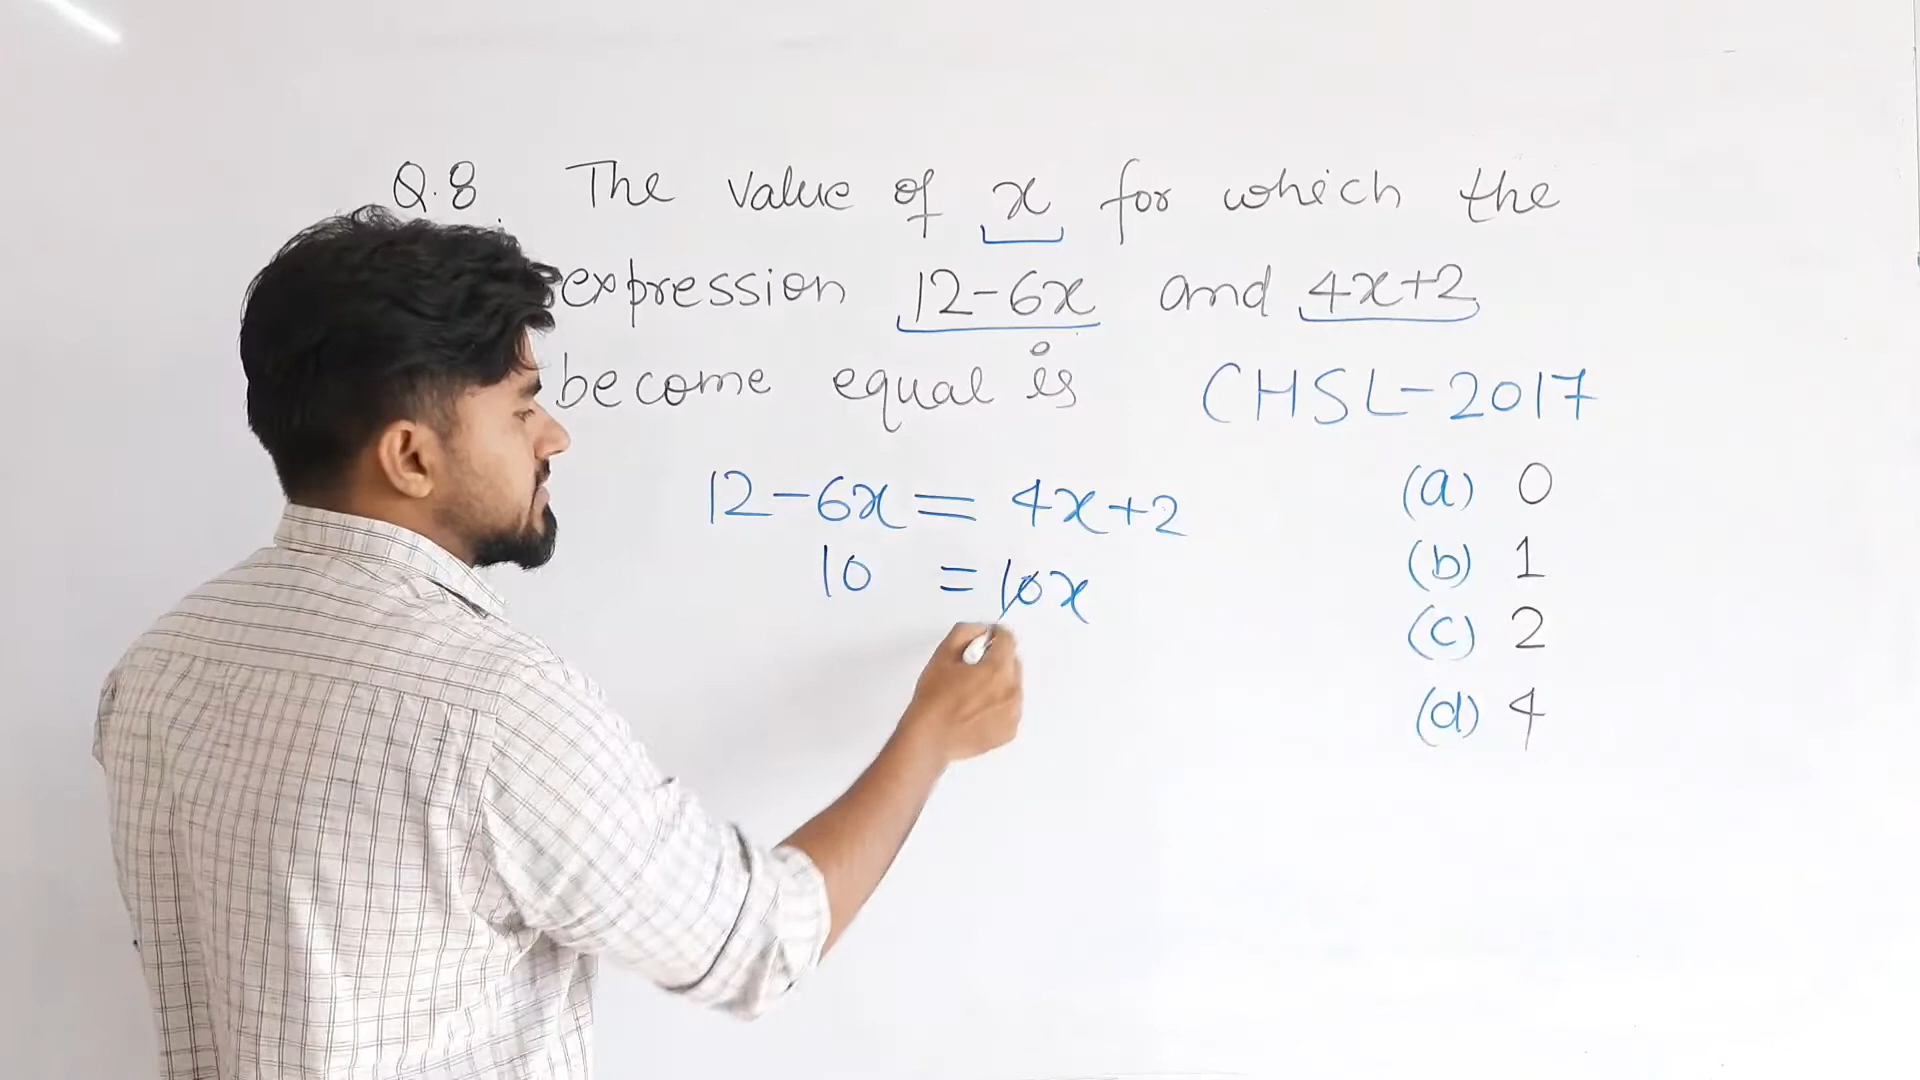 Q.8. The value of x for which the
expression 12-6x and 4x+2
become equal is CHSL-2017
12-6x = 4x+2
10 = 10x
(a) 0
(b) 1
(c) 2
(d) 4